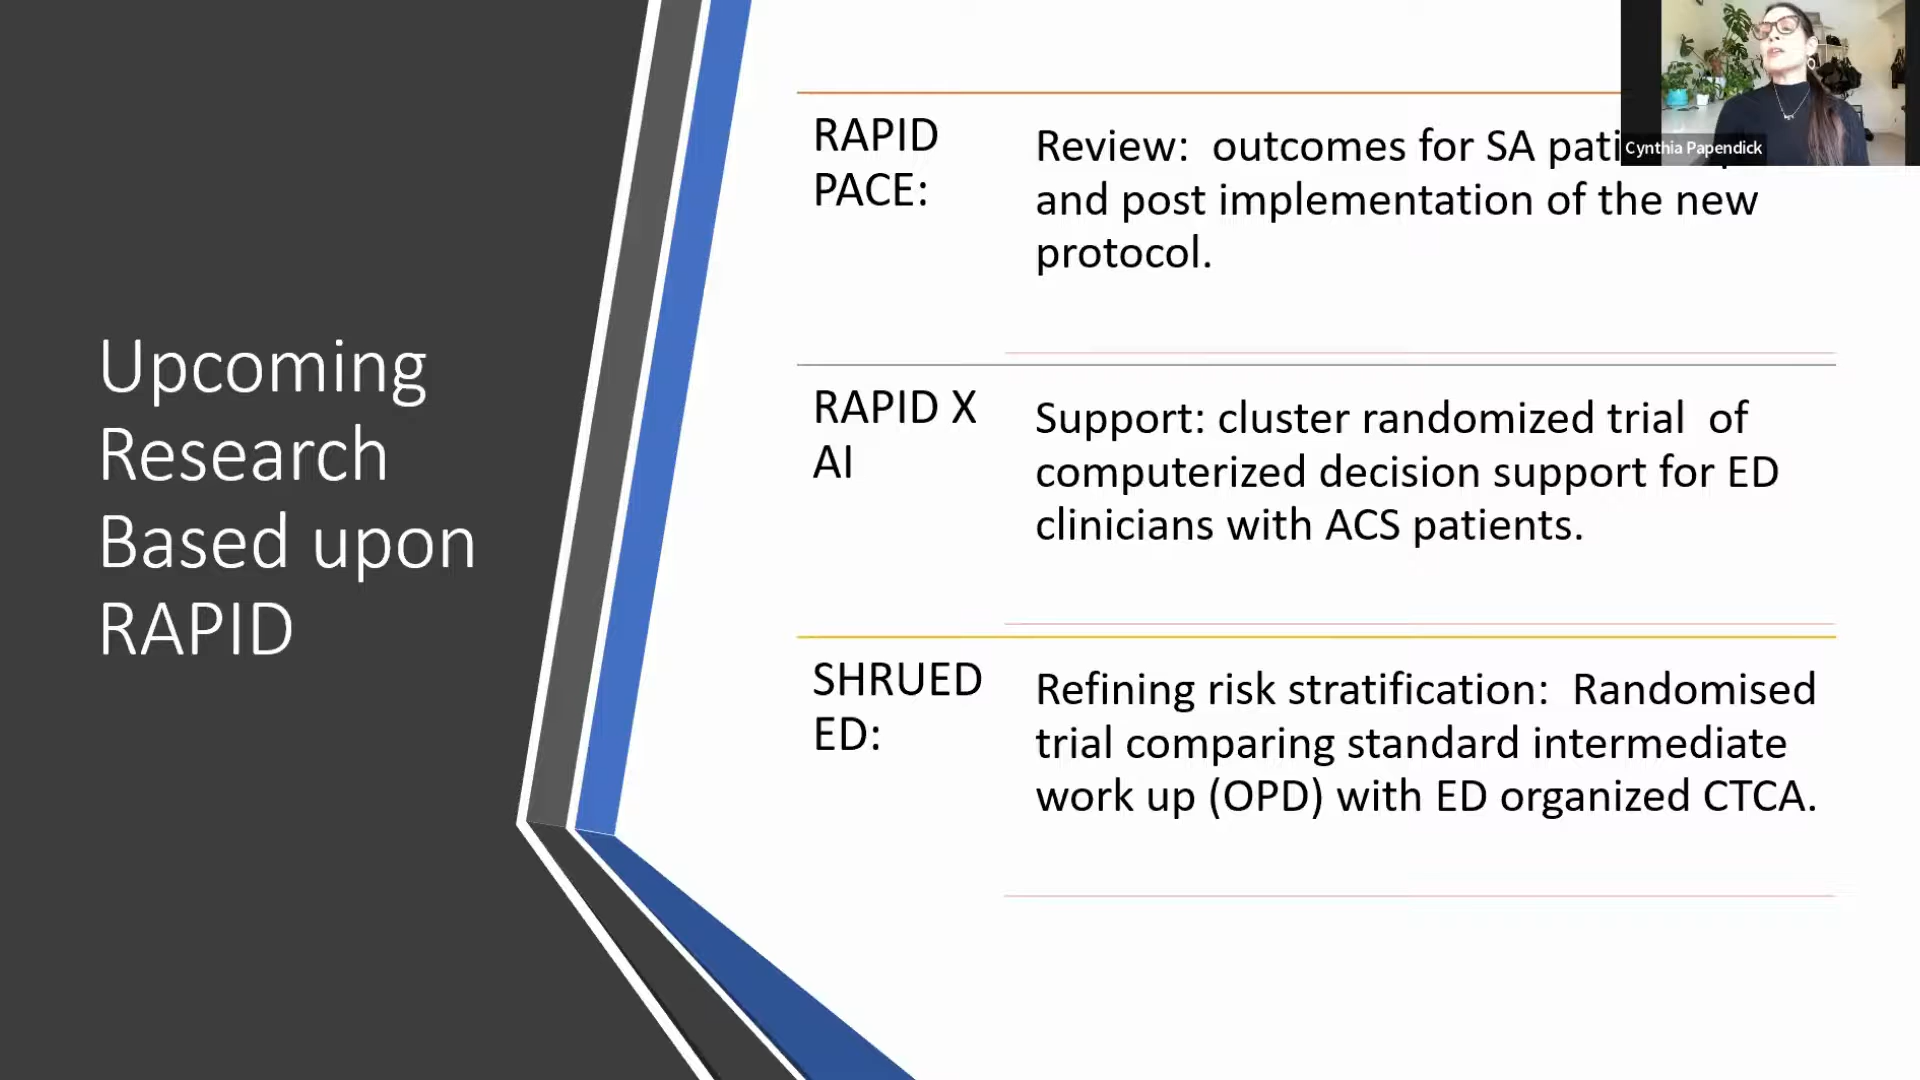 Upcoming
Research
Based upon
RAPID
RAPID
PACE:
Review:  outcomes for SA
and post implementation of the new
protocol.
RAPID X
AI
Support: cluster randomized trial  of
computerized decision support for ED
clinicians with ACS patients.
SHRUED
ED:
Refining risk stratification:  Randomised
trial comparing standard intermediate
work up (OPD) with ED organized CTCA.
Cynthia Papendick